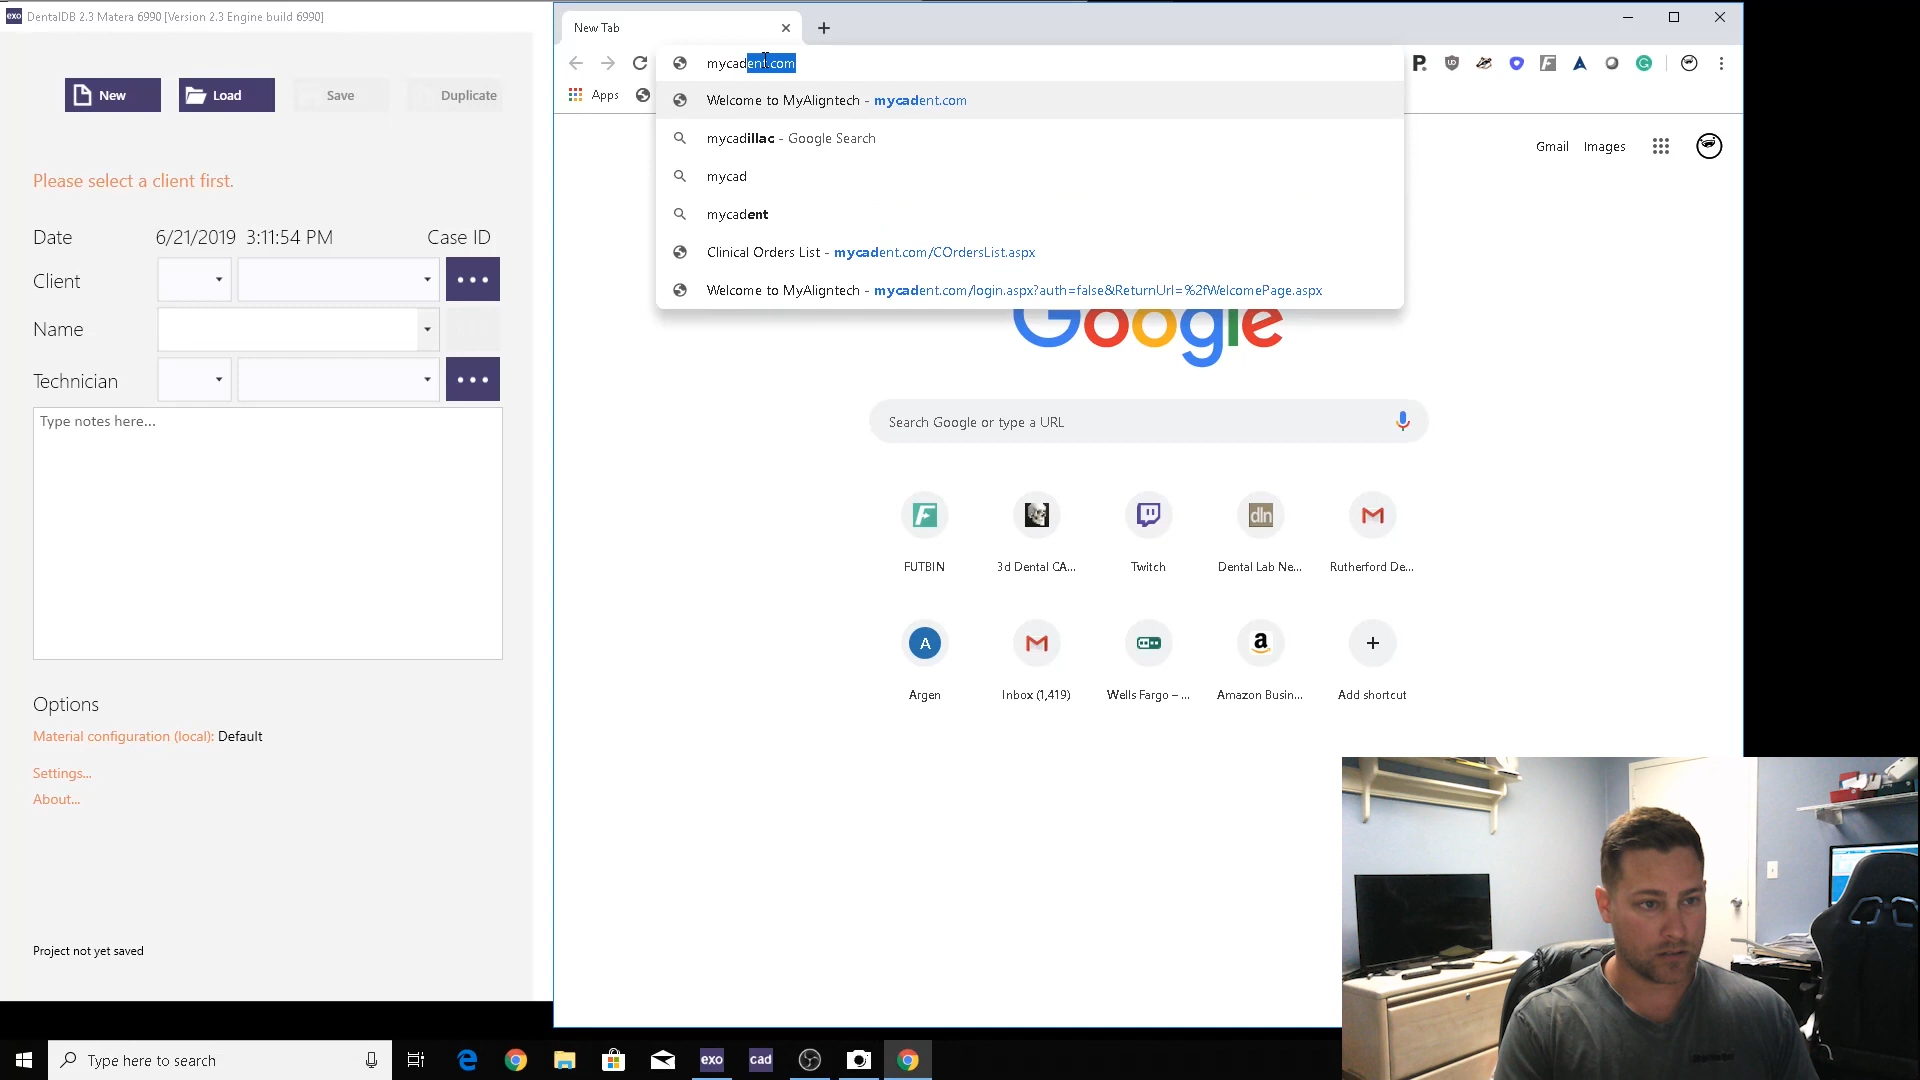 exo DentalDB 2.3 Matera 6990 [Version 2.3 Engine build 6990]
New
Load
Save
Duplicate
Please select a client first.
Date 6/21/2019 3:11:54 PM Case ID
Client
Name
Technician
Type notes here...
Options
Material configuration (local): Default
Settings...
About...
Project not yet saved
New Tab
mycadent.com
Apps
Welcome to MyAligntech - mycadent.com
mycadillac - Google Search
mycad
mycadent
Clinical Orders List - mycadent.com/COrdersList.aspx
Welcome to MyAligntech - mycadent.com/login.aspx?auth=false&ReturnUrl=%2fWelcomePage.aspx
Gmail Images
Google
Search Google or type a URL
dln
FUTBIN
3d Dental CA...
Twitch
Dental Lab Ne...
Rutherford De...
A
a
Argen
Inbox (1,419)
Wells Fargo – ...
Amazon Busin...
Add shortcut
Type here to search
exo
cad